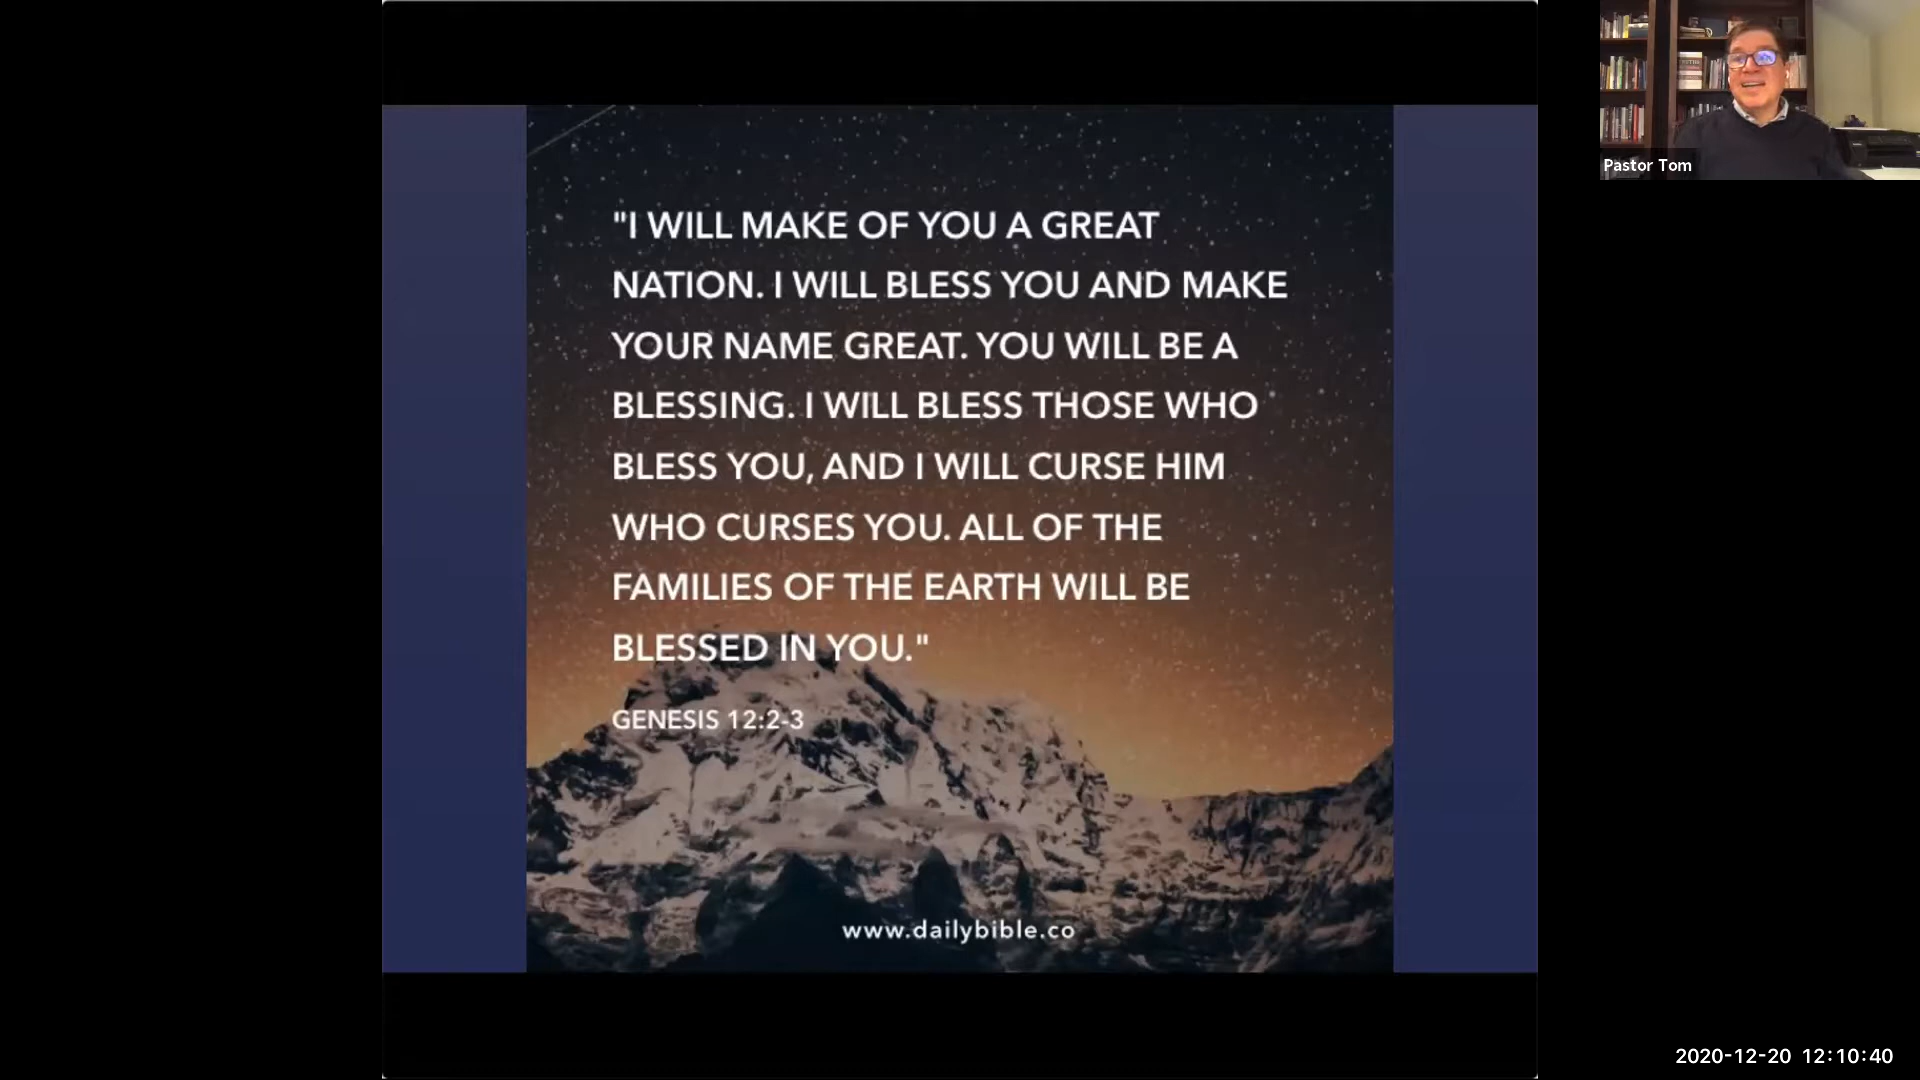 "I WILL MAKE OF YOU A GREAT
NATION. I WILL BLESS YOU AND MAKE
YOUR NAME GREAT. YOU WILL BE A
BLESSING. I WILL BLESS THOSE WHO
BLESS YOU, AND I WILL CURSE HIM
WHO CURSES YOU. ALL OF THE
FAMILIES OF THE EARTH WILL BE
BLESSED IN YOU."
GENESIS 12:2-3
www.dailybible.co
Pastor Tom
2020-12-20 12:10:40